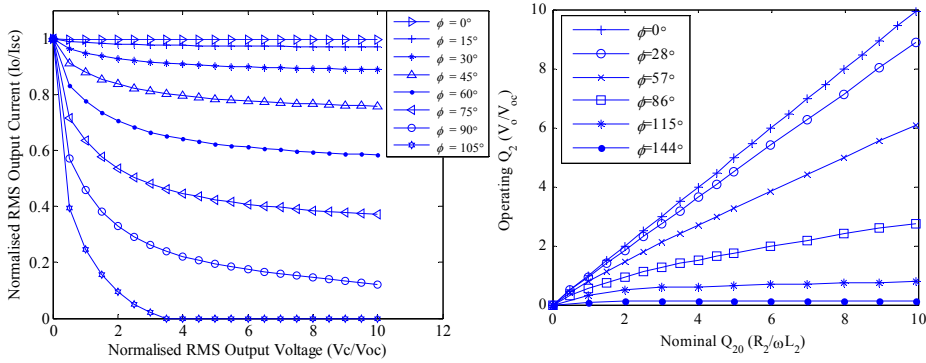 Normalised RMS Output Current (Io/Isc)
1
0.8
0.6
0.4
0.2
0
0 2 4 6 8 10 12
Normalised RMS Output Voltage (Vc/Voc)
ϕ = 0°
ϕ = 15°
ϕ = 30°
ϕ = 45°
ϕ = 60°
ϕ = 75°
ϕ = 90°
ϕ = 105°
Operating Q₂ (Vₒ/Vₒc)
10
8
6
4
2
0
0 2 4 6 8 10
Nominal Q₂₀ (R₂/ωL₂)
ϕ=0°
ϕ=28°
ϕ=57°
ϕ=86°
ϕ=115°
ϕ=144°